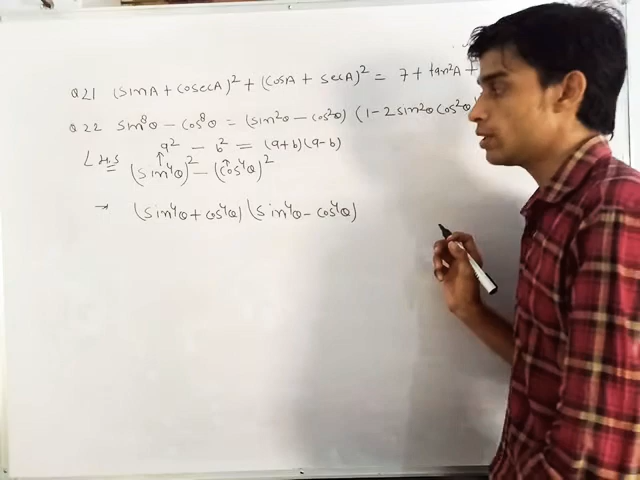 Q21 (sinA + cosecA)² + (cosA + secA)² = 7 + tan²A +
Q22 sin⁸θ – cos⁸θ = (sin²θ – cos²θ) (1 – 2sin²θ cos²θ)
L.H.S a² – b² = (a+b)(a-b)
(sin⁴θ)² – (cos⁴θ)²
→ (sin⁴θ + cos⁴θ) (sin⁴θ – cos⁴θ)